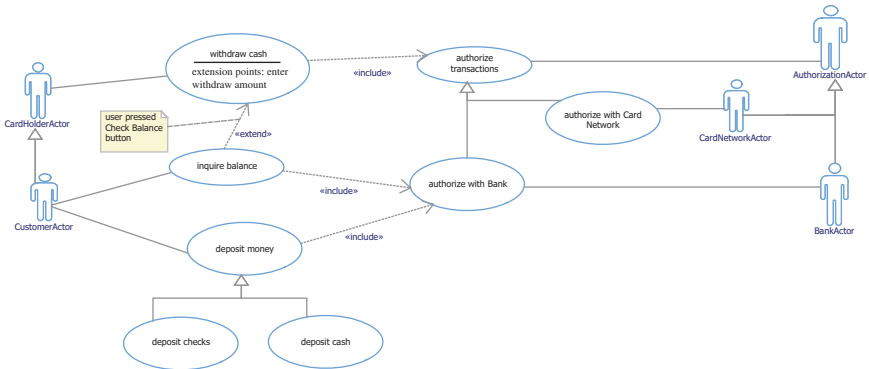 withdraw cash
extension points: enter
withdraw amount
«include»
authorize
transactions
AuthorizationActor
CardHolderActor
user pressed
Check Balance
button
«extend»
authorize with Card
Network
CardNetworkActor
inquire balance
«include»
authorize with Bank
CustomerActor
BankActor
«include»
deposit money
deposit checks
deposit cash